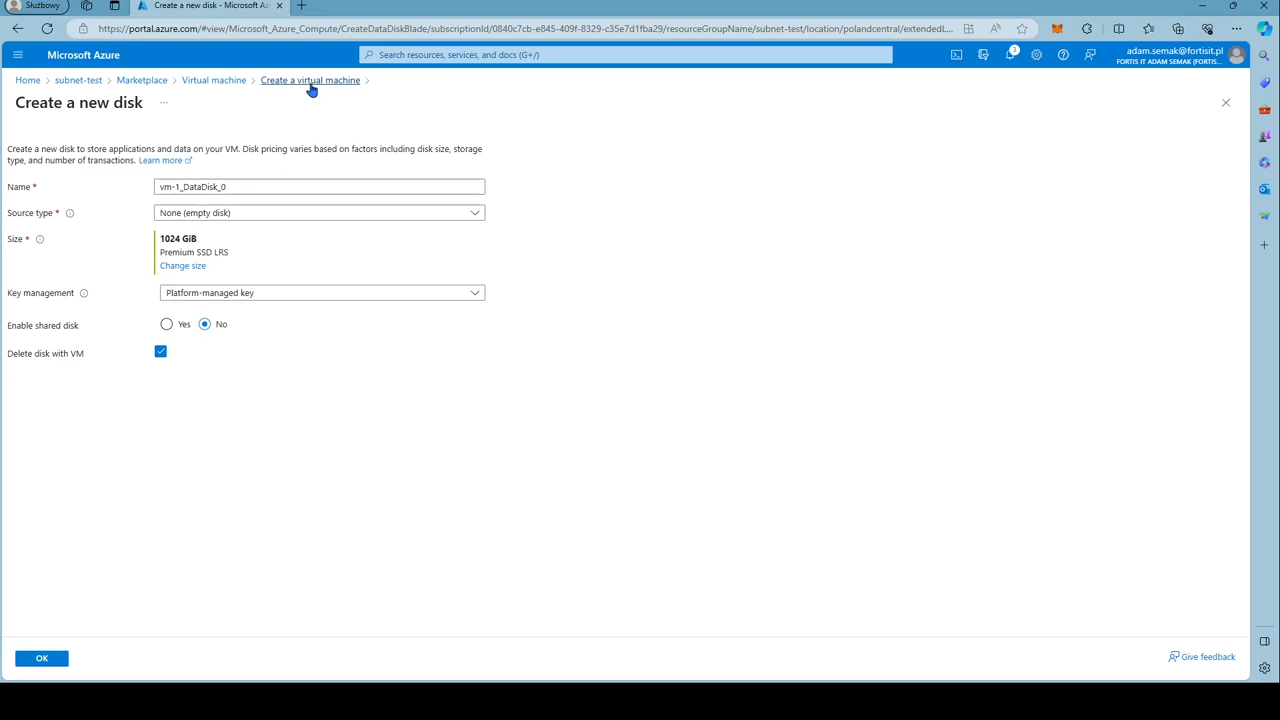 Służbowy
Create a new disk - Microsoft Az
https://portal.azure.com/#view/Microsoft_Azure_Compute/CreateDataDiskBlade/subscriptionId/0840c7cb-e845-409f-8329-c35e7d1fba29/resourceGroupName/subnet-test/location/polandcentral/extendedL...
Microsoft Azure
Search resources, services, and docs (G+/)
3
adam.semak@fortisit.pl
FORTIS IT ADAM SEMAK (FORTIS...
Home > subnet-test > Marketplace > Virtual machine > Create a virtual machine >
Create a new disk ...
Create a new disk to store applications and data on your VM. Disk pricing varies based on factors including disk size, storage
type, and number of transactions. Learn more
Name *
vm-1_DataDisk_0
Source type *
None (empty disk)
Size *
1024 GiB
Premium SSD LRS
Change size
Key management
Platform-managed key
Enable shared disk
Yes No
Delete disk with VM
OK
Give feedback